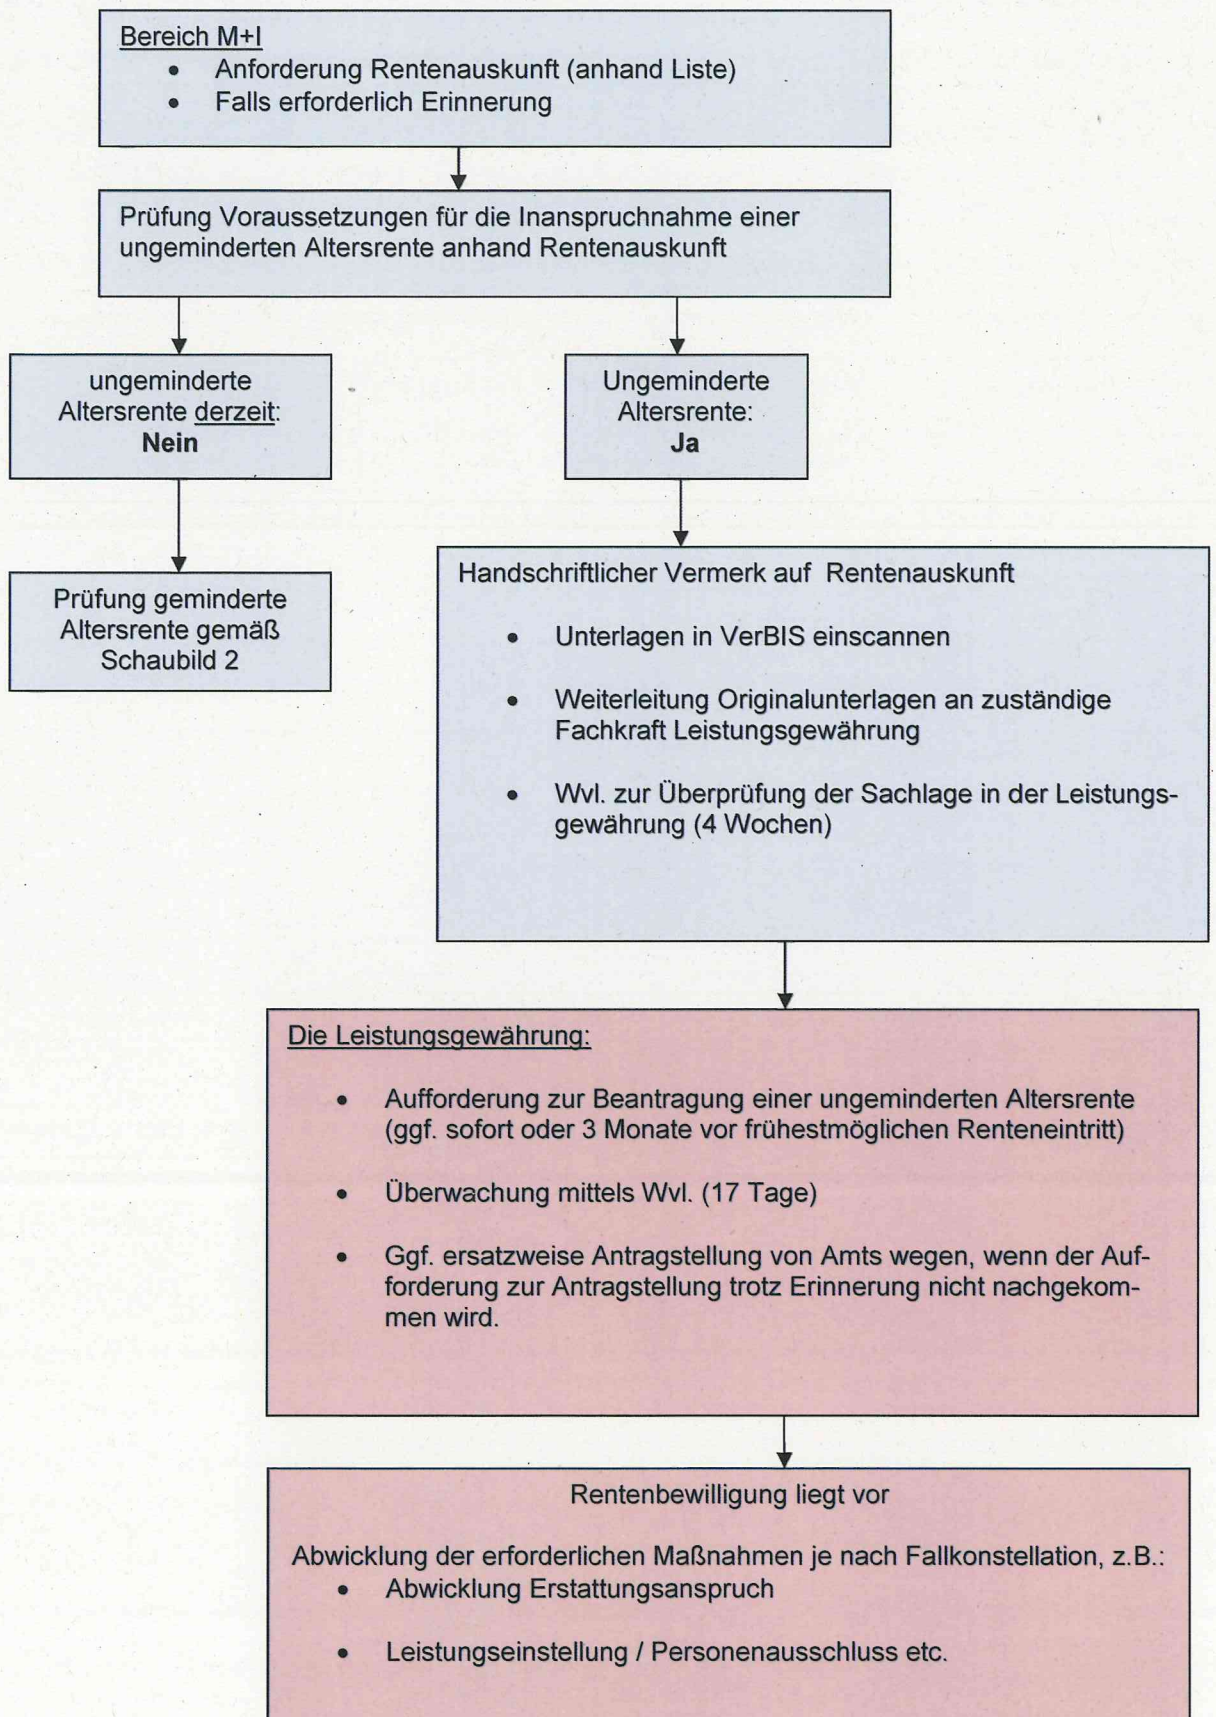 Bereich M+I
• Anforderung Rentenauskunft (anhand Liste)
• Falls erforderlich Erinnerung
Prüfung Voraussetzungen für die Inanspruchnahme einer
ungeminderten Altersrente anhand Rentenauskunft
ungeminderte
Altersrente derzeit:
Nein
Ungeminderte
Altersrente:
Ja
Prüfung geminderte
Altersrente gemäß
Schaubild 2
Handschriftlicher Vermerk auf Rentenauskunft
• Unterlagen in VerBIS einscannen
• Weiterleitung Originalunterlagen an zuständige
Fachkraft Leistungsgewährung
• Wvl. zur Überprüfung der Sachlage in der Leistungs-
gewährung (4 Wochen)
Die Leistungsgewährung:
• Aufforderung zur Beantragung einer ungeminderten Altersrente
(ggf. sofort oder 3 Monate vor frühestmöglichen Renteneintritt)
• Überwachung mittels Wvl. (17 Tage)
• Ggf. ersatzweise Antragstellung von Amts wegen, wenn der Auf-
forderung zur Antragstellung trotz Erinnerung nicht nachgekom-
men wird.
Rentenbewilligung liegt vor
Abwicklung der erforderlichen Maßnahmen je nach Fallkonstellation, z.B.:
• Abwicklung Erstattungsanspruch
• Leistungseinstellung / Personenausschluss etc.